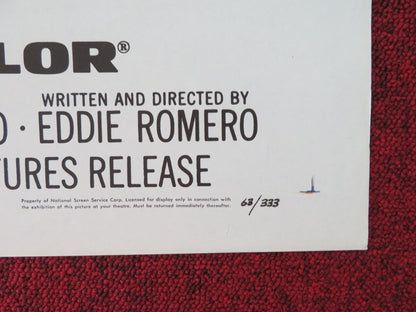 LOR®
WRITTEN AND DIRECTED BY
· EDDIE ROMERO
TURES RELEASE
Property of National Screen Service Corp. Licensed for display only in connection with
the exhibition of this picture at your theatre. Must be returned immediately thereafter.
68/333